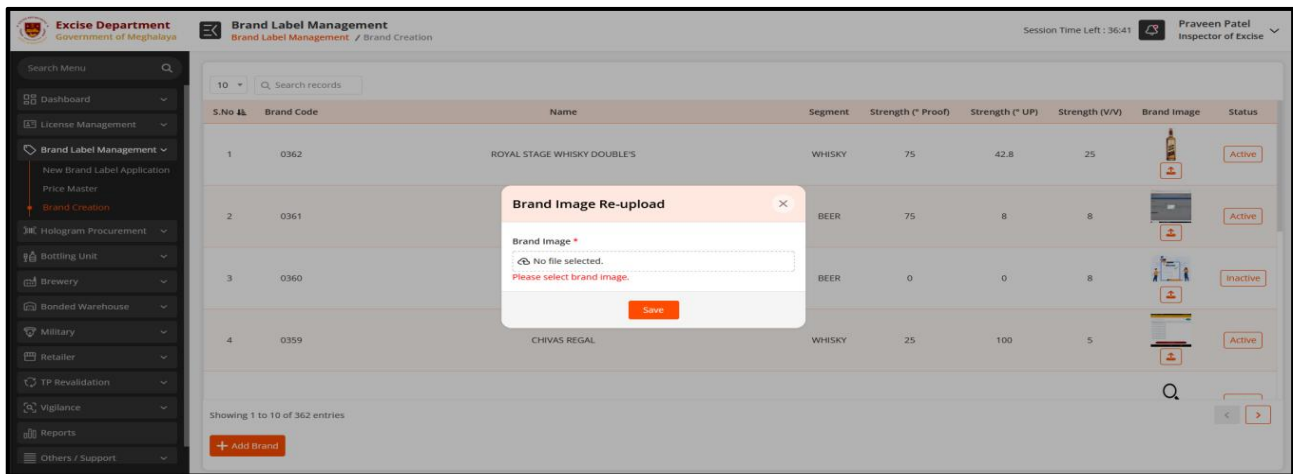 Excise Department
Government of Meghalaya
Brand Label Management
Brand Label Management / Brand Creation
Session Time Left : 36:41
Praveen Patel
Inspector of Excise
Search Menu
Dashboard
License Management
Brand Label Management
New Brand Label Application
Price Master
Brand Creation
Hologram Procurement
Bottling Unit
Brewery
Bonded Warehouse
Military
Retailer
TP Revalidation
Vigilance
Reports
Others / Support
10 Search records
S.No Brand Code Name Segment Strength (° Proof) Strength (° UP) Strength (V/V) Brand Image Status
1 0362 ROYAL STAGE WHISKY DOUBLE'S WHISKY 75 42.8 25 Active
2 0361 BEER 75 8 8 Active
3 0360 BEER 0 0 8 Inactive
4 0359 CHIVAS REGAL WHISKY 25 100 5 Active
Brand Image Re-upload
Brand Image *
No file selected.
Please select brand image.
Save
Showing 1 to 10 of 362 entries
+ Add Brand